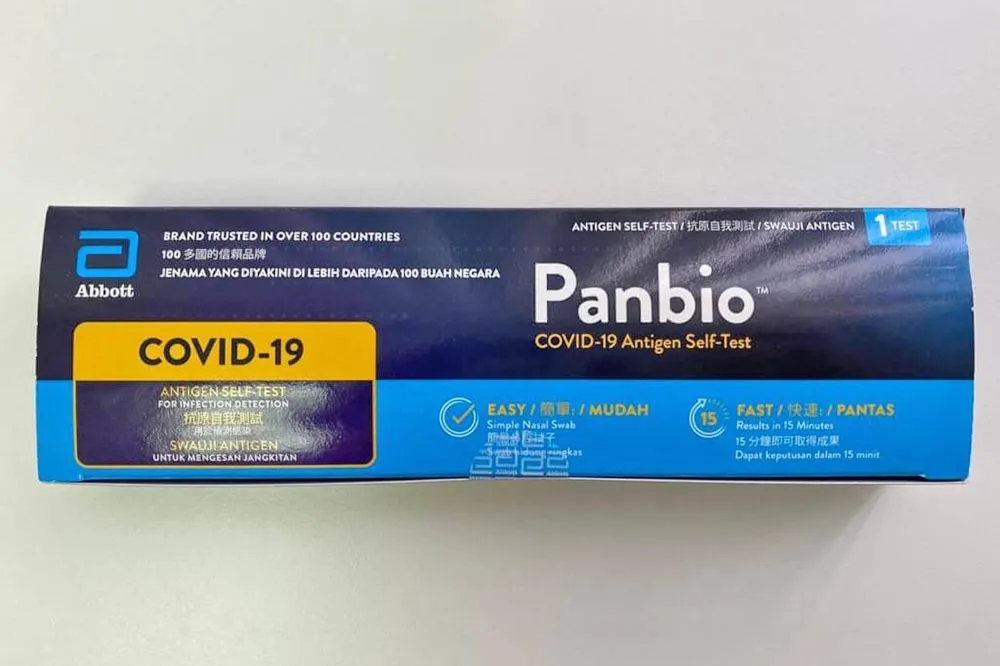 Abbott
BRAND TRUSTED IN OVER 100 COUNTRIES
100 多國的信賴品牌
JENAMA YANG DIYAKINI DI LEBIH DARIPADA 100 BUAH NEGARA
ANTIGEN SELF-TEST / 抗原自我測試 / SWAUJI ANTIGEN
1 TEST
Panbio™
COVID-19 Antigen Self-Test
COVID-19
ANTIGEN SELF-TEST
FOR INFECTION DETECTION
抗原自我測試
SWAUJI ANTIGEN
UNTUK MENGESAN JANGKITAN
EASY / 簡單: / MUDAH
Simple Nasal Swab
Swab hidung ringkas
15
FAST / 快速: / PANTAS
Results in 15 Minutes
15 分鐘即可取得成果
Dapat keputusan dalam 15 minit